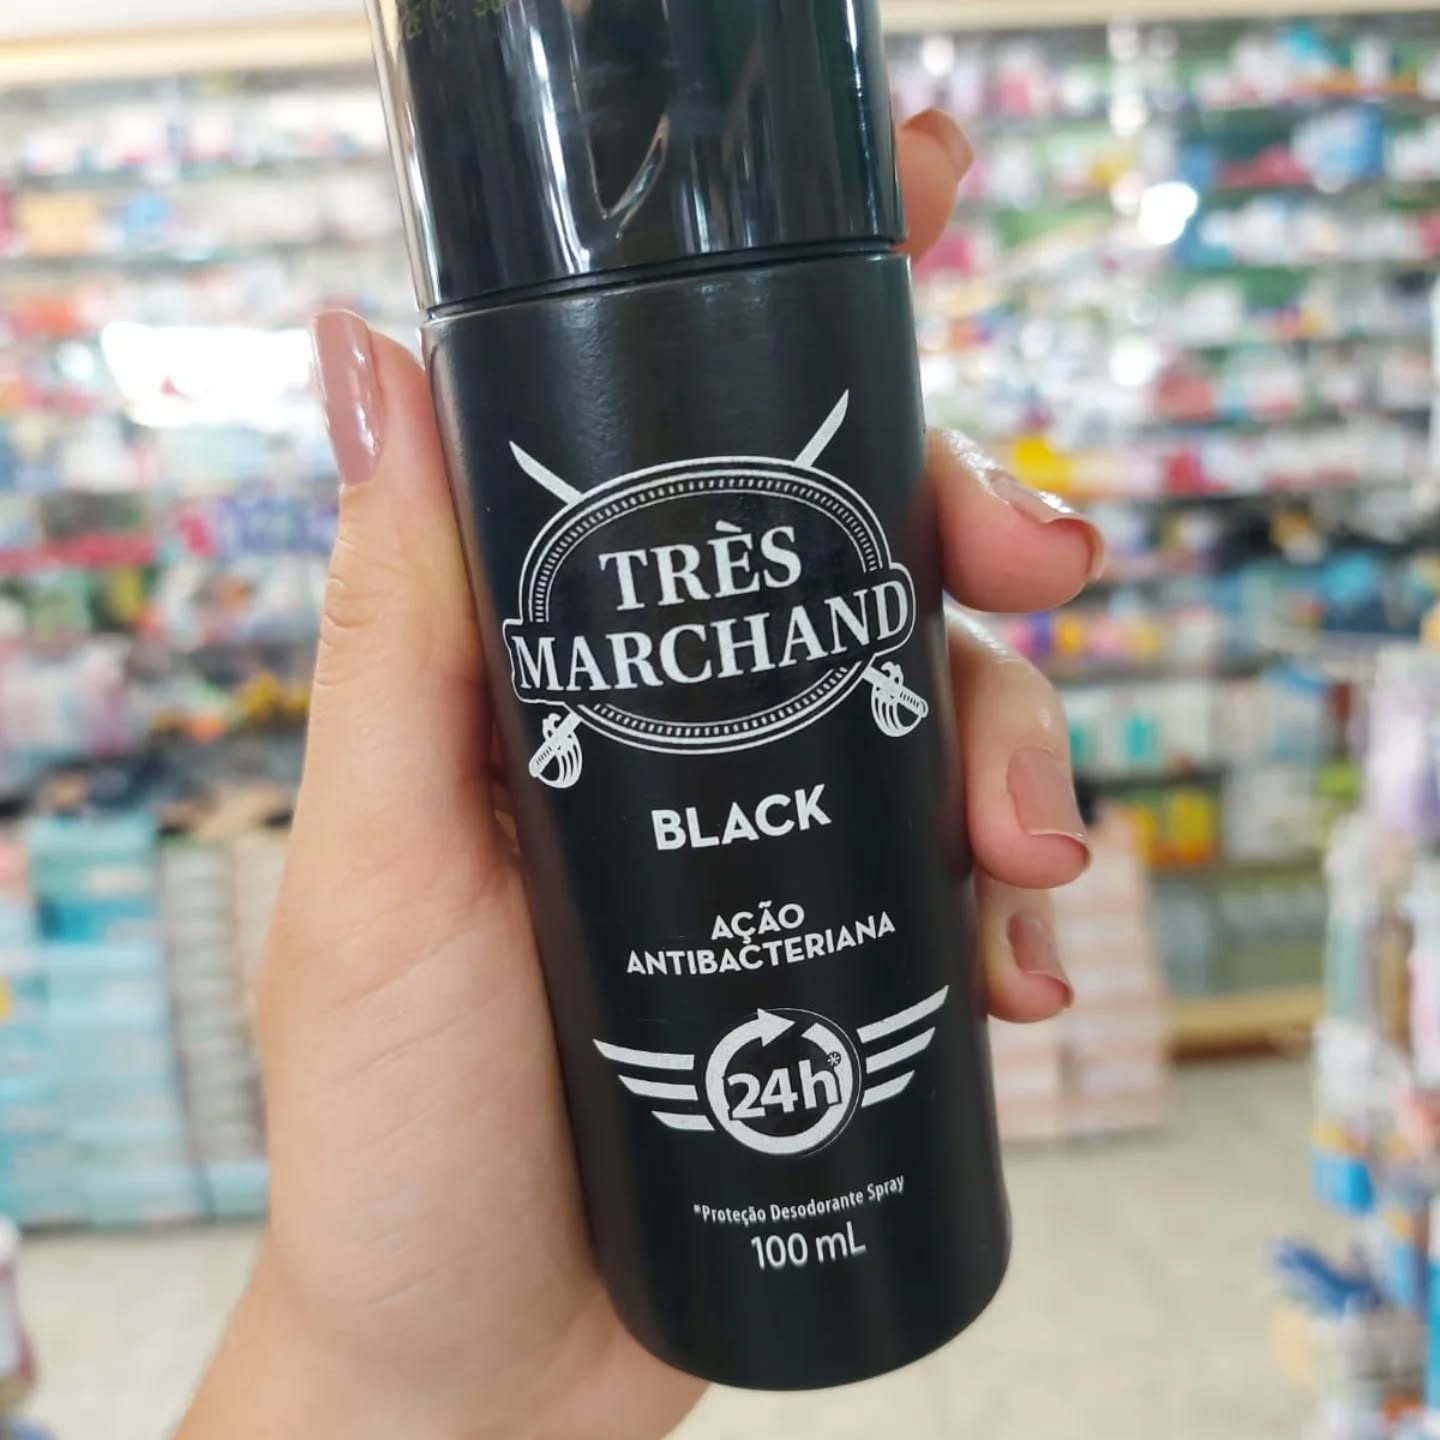 TRÈS
MARCHAND
BLACK
AÇÃO
ANTIBACTERIANA
24h*
*Proteção Desodorante Spray
100 mL